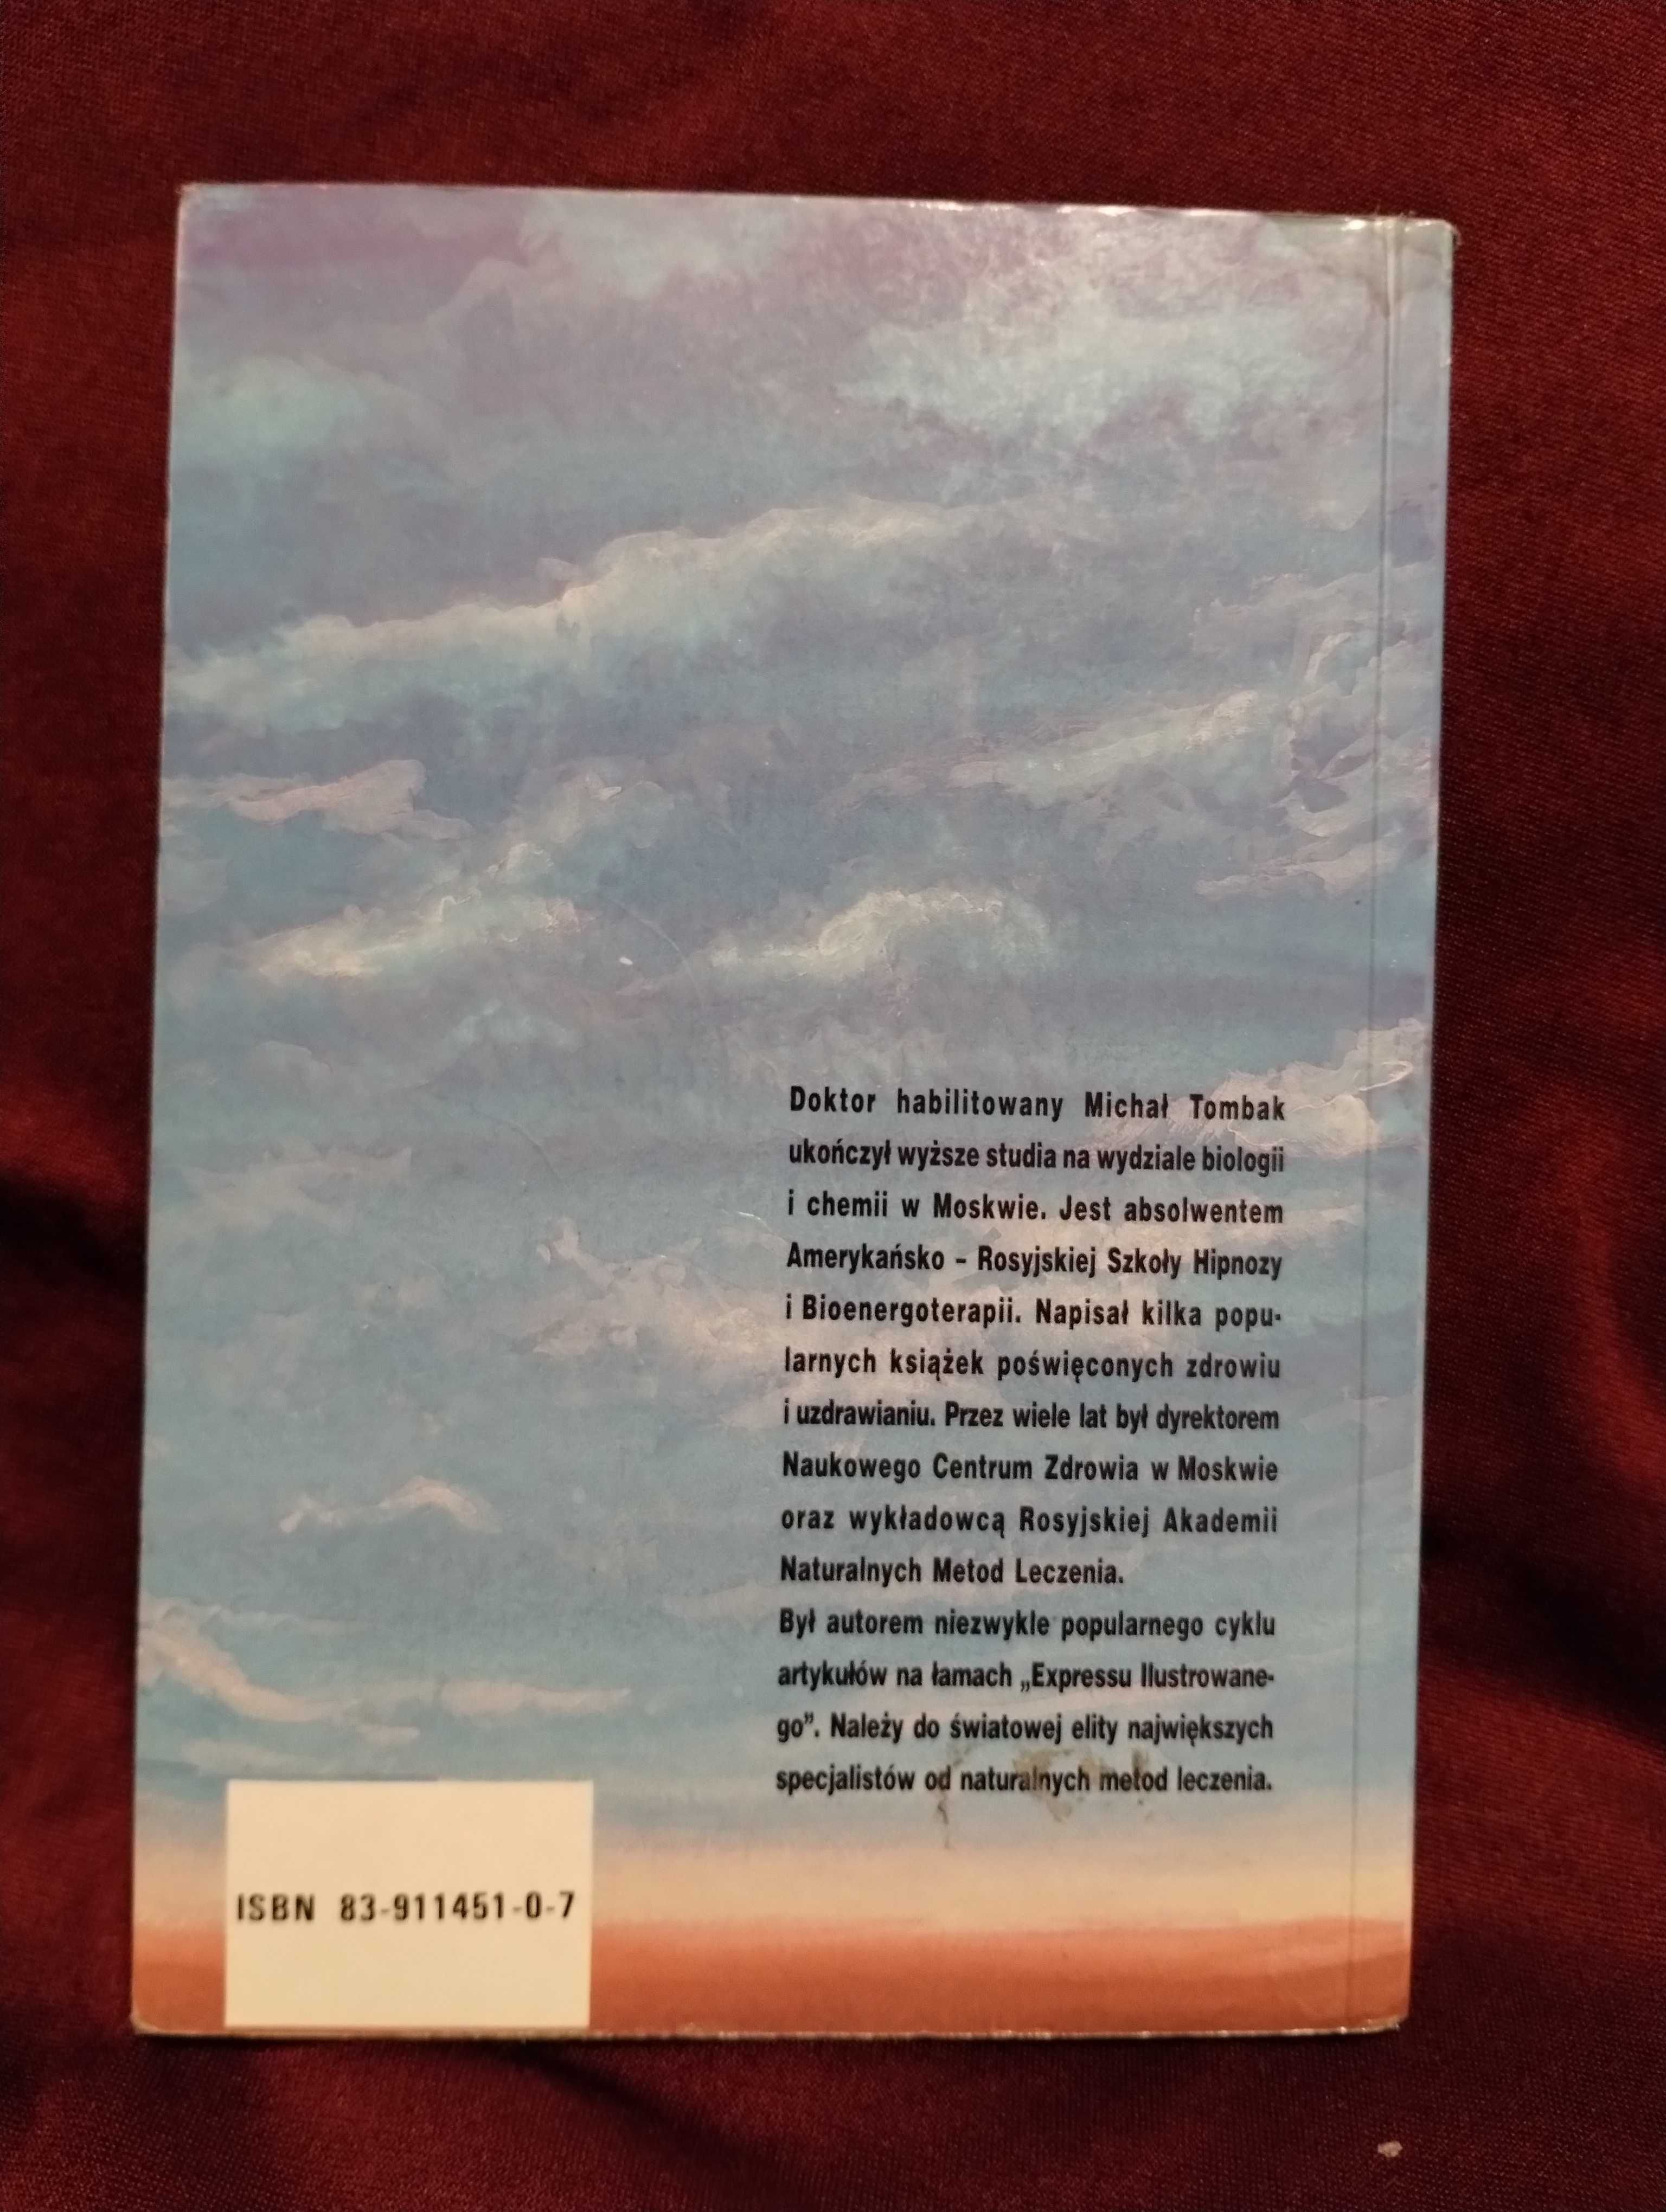 Doktor habilitowany Michał Tombak
ukończył wyższe studia na wydziale biologii
i chemii w Moskwie. Jest absolwentem
Amerykańsko – Rosyjskiej Szkoły Hipnozy
i Bioenergoterapii. Napisał kilka popu-
larnych książek poświęconych zdrowiu
i uzdrawianiu. Przez wiele lat był dyrektorem
Naukowego Centrum Zdrowia w Moskwie
oraz wykładowcą Rosyjskiej Akademii
Naturalnych Metod Leczenia.
Był autorem niezwykle popularnego cyklu
artykułów na łamach „Expressu Ilustrowane-
go”. Należy do światowej elity największych
specjalistów od naturalnych metod leczenia.
ISBN 83-911451-0-7